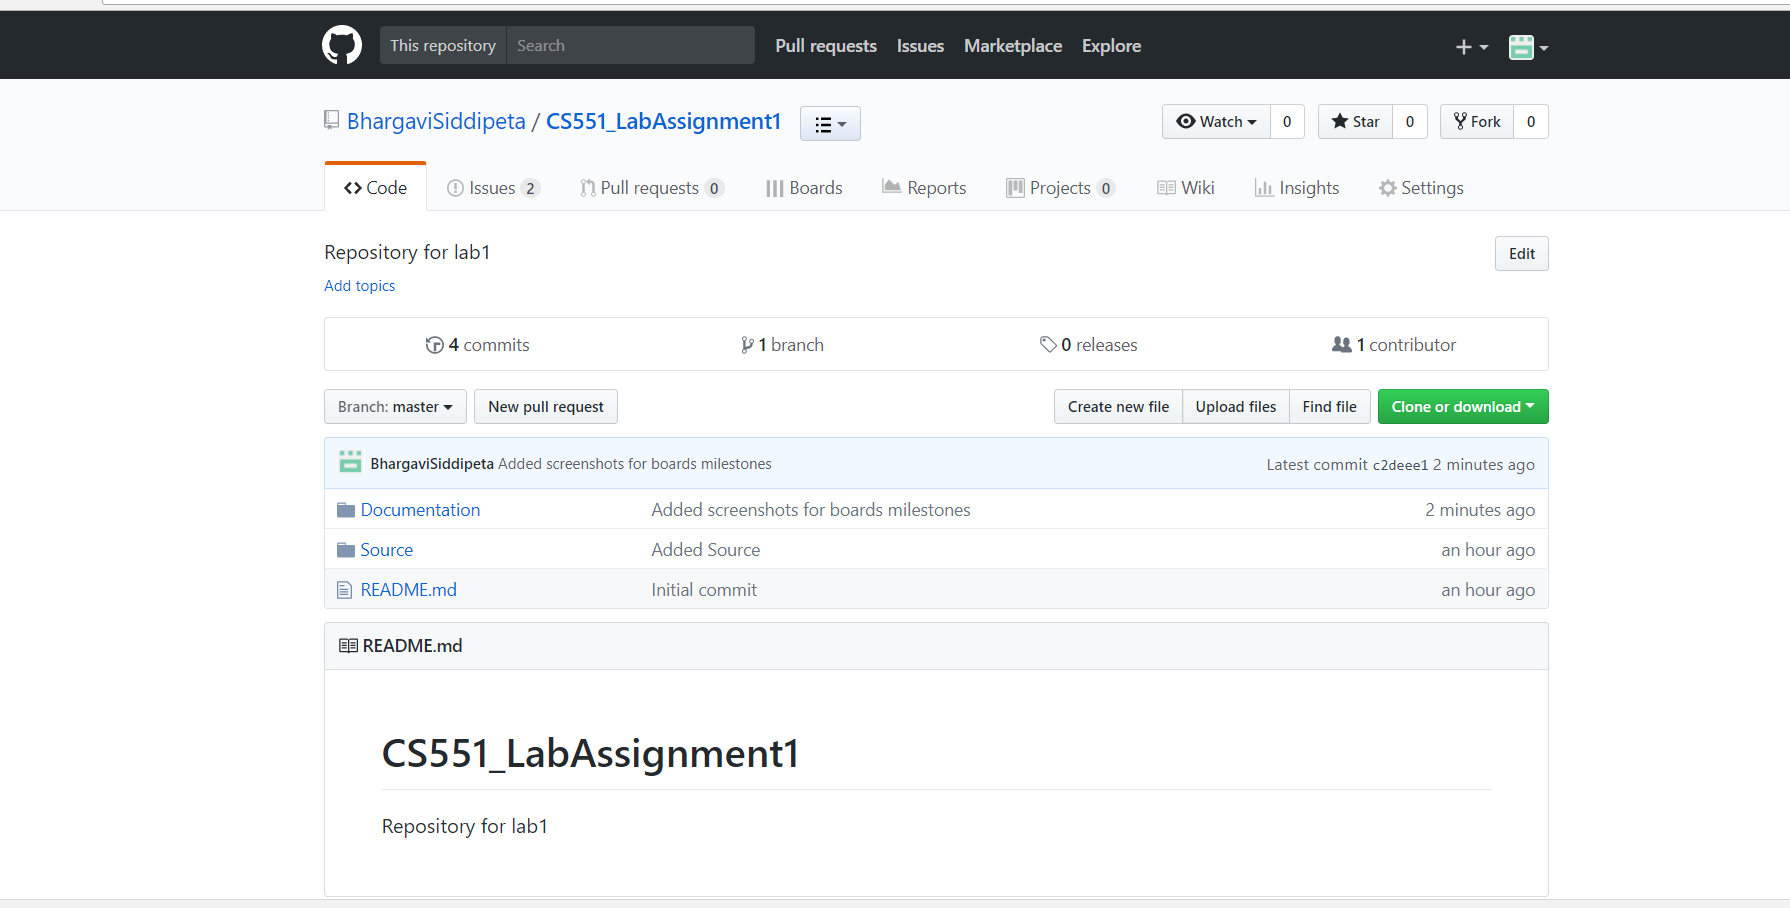 This repository Search Pull requests Issues Marketplace Explore
BhargaviSiddipeta / CS551_LabAssignment1 Watch 0 Star 0 Fork 0
Code Issues 2 Pull requests 0 Boards Reports Projects 0 Wiki Insights Settings
Repository for lab1 Edit
Add topics
4 commits 1 branch 0 releases 1 contributor
Branch: master New pull request Create new file Upload files Find file Clone or download
BhargaviSiddipeta Added screenshots for boards milestones Latest commit c2deee1 2 minutes ago
Documentation Added screenshots for boards milestones 2 minutes ago
Source Added Source an hour ago
README.md Initial commit an hour ago
README.md
CS551_LabAssignment1
Repository for lab1